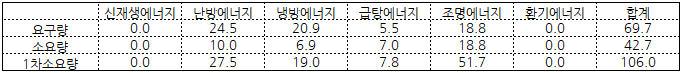 신재생에너지 난방에너지 냉방에너지 급탕에너지 조명에너지 환기에너지 합계
요구량 0.0 24.5 20.9 5.5 18.8 0.0 69.7
소요량 0.0 10.0 6.9 7.0 18.8 0.0 42.7
1차소요량 0.0 27.5 19.0 7.8 51.7 0.0 106.0